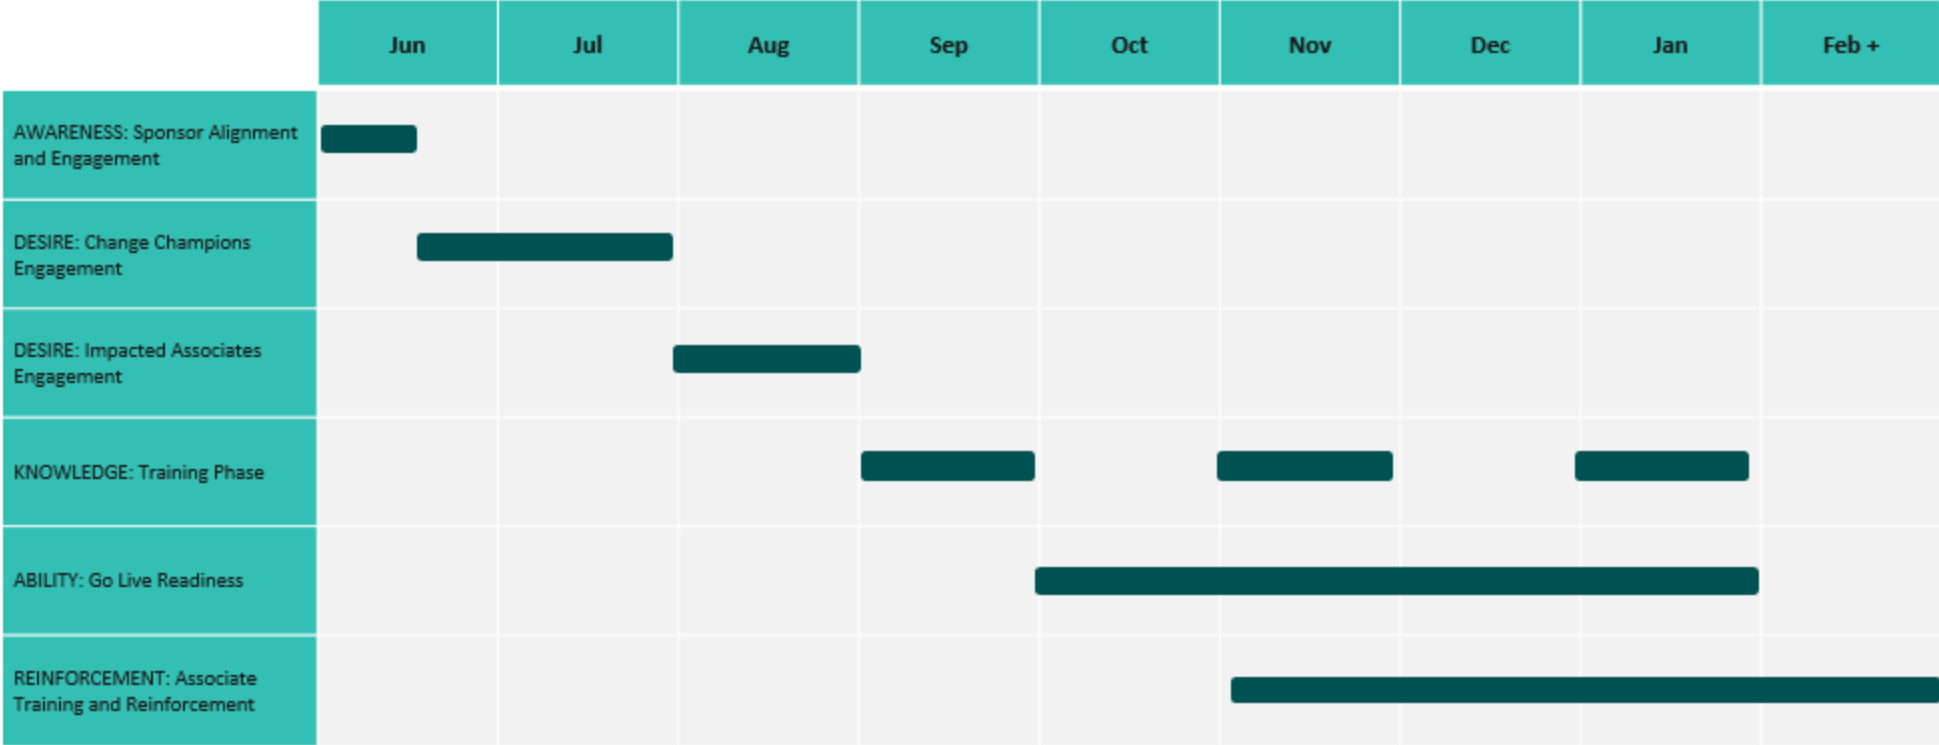 Jun Jul Aug Sep Oct Nov Dec Jan Feb +
AWARENESS: Sponsor Alignment
and Engagement
DESIRE: Change Champions
Engagement
DESIRE: Impacted Associates
Engagement
KNOWLEDGE: Training Phase
ABILITY: Go Live Readiness
REINFORCEMENT: Associate
Training and Reinforcement